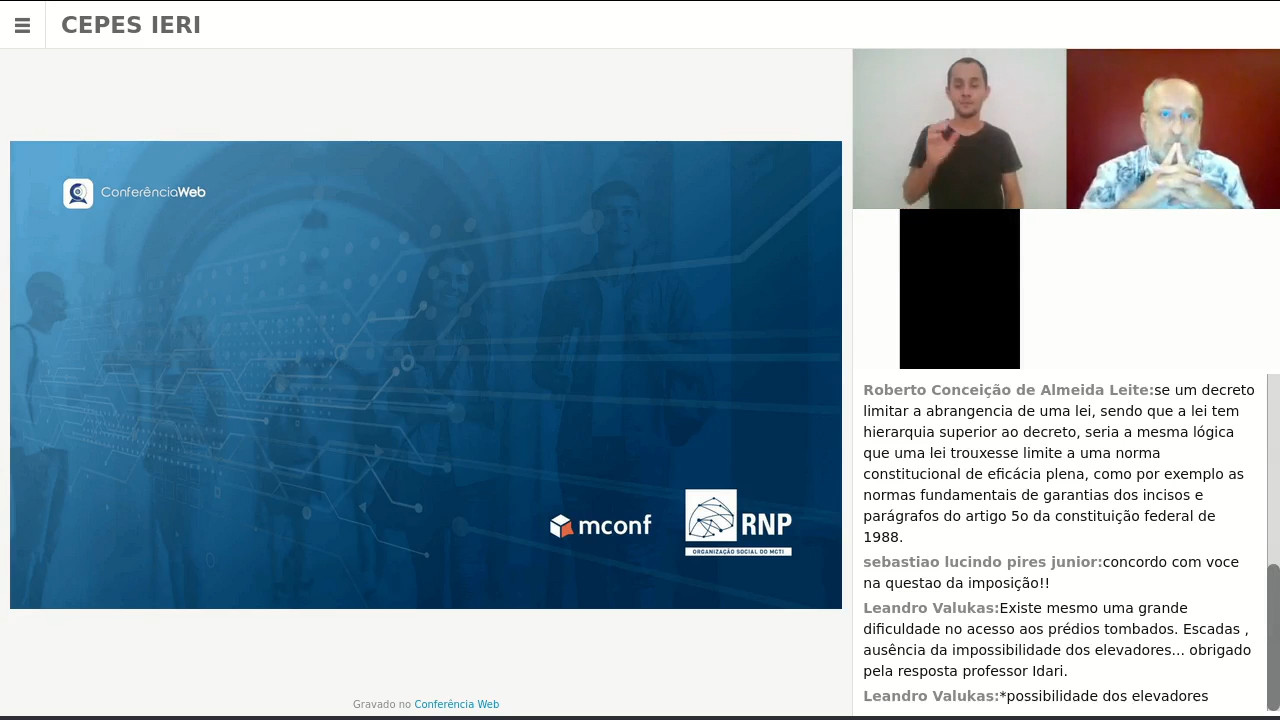 CEPES IERI
ConferênciaWeb
mconf
RNP
ORGANIZAÇÃO SOCIAL DO MCTI
Gravado no Conferência Web
Roberto Conceição de Almeida Leite:se um decreto
limitar a abrangencia de uma lei, sendo que a lei tem
hierarquia superior ao decreto, seria a mesma lógica
que uma lei trouxesse limite a uma norma
constitucional de eficácia plena, como por exemplo as
normas fundamentais de garantias dos incisos e
parágrafos do artigo 5o da constituição federal de
1988.
sebastiao lucindo pires junior:concordo com voce
na questao da imposição!!
Leandro Valukas:Existe mesmo uma grande
dificuldade no acesso aos prédios tombados. Escadas ,
ausência da impossibilidade dos elevadores... obrigado
pela resposta professor Idari.
Leandro Valukas:*possibilidade dos elevadores